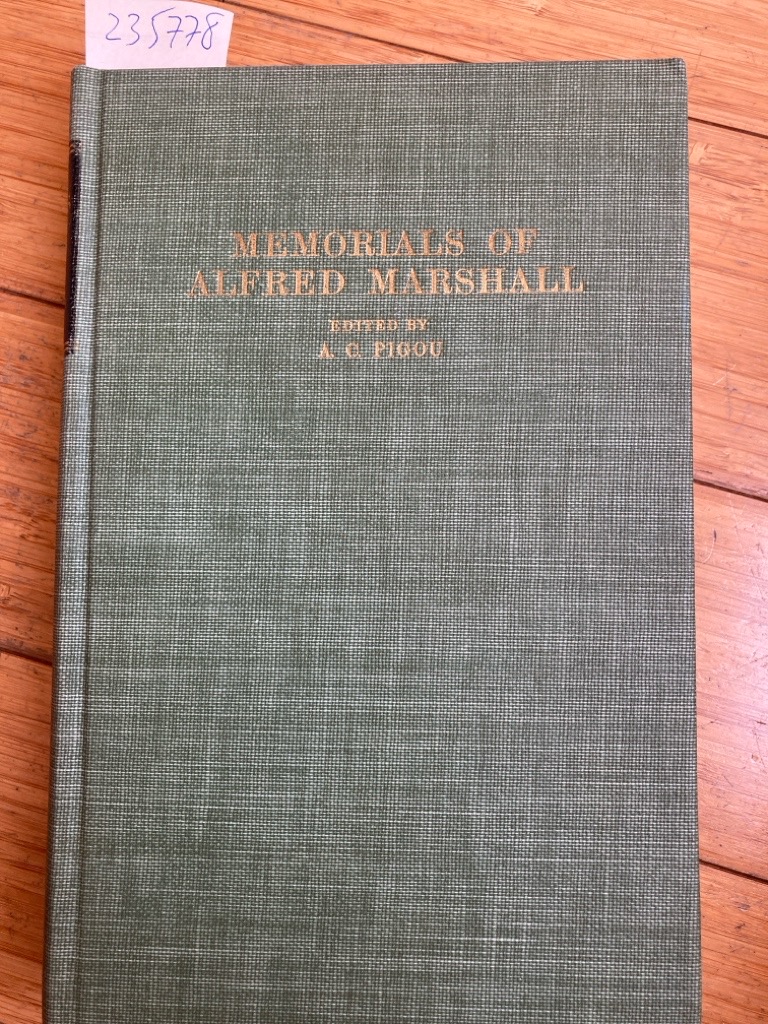 235778
MEMORIALS OF
ALFRED MARSHALL
EDITED BY
A. C. PIGOU